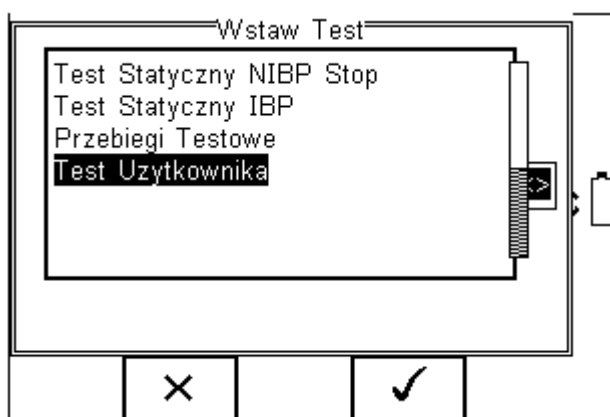 Wstaw Test
Test Statyczny NIBP Stop
Test Statyczny IBP
Przebiegi Testowe
Test Uzytkownika